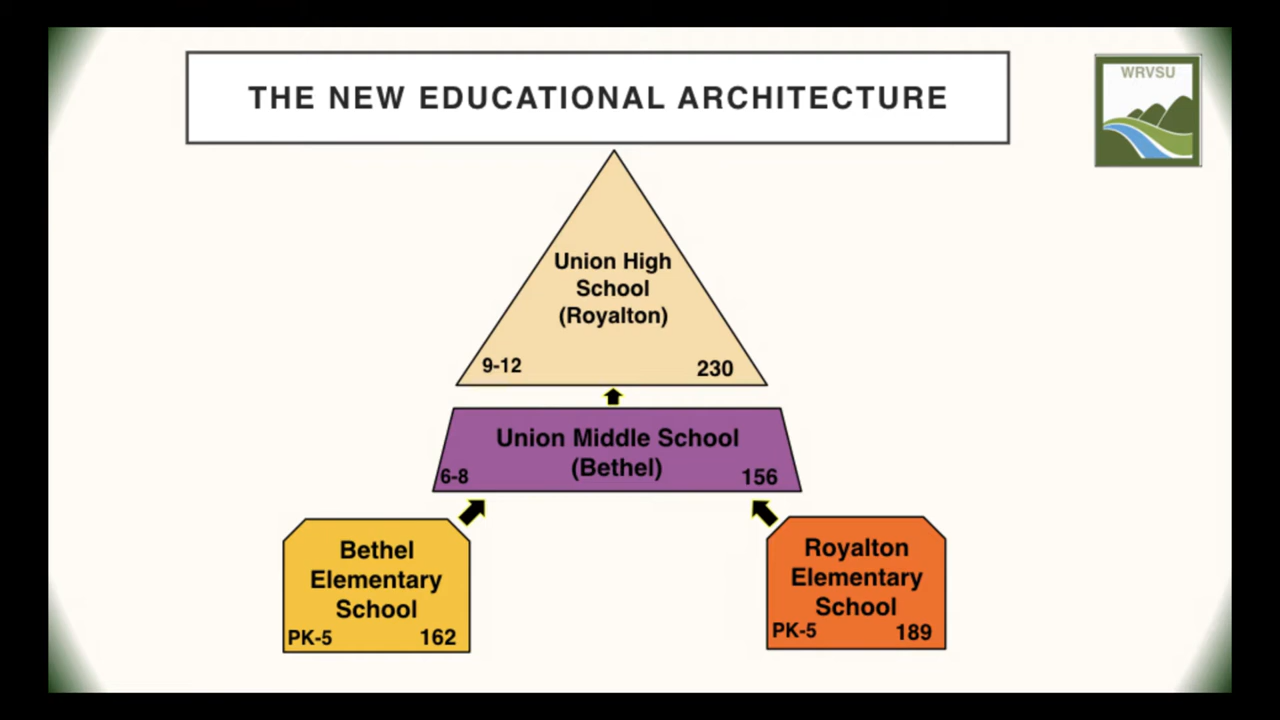 THE NEW EDUCATIONAL ARCHITECTURE
WRVSU
Union High
School
(Royalton)
9-12
230
Union Middle School
(Bethel)
6-8
156
Bethel
Elementary
School
PK-5
162
Royalton
Elementary
School
PK-5
189